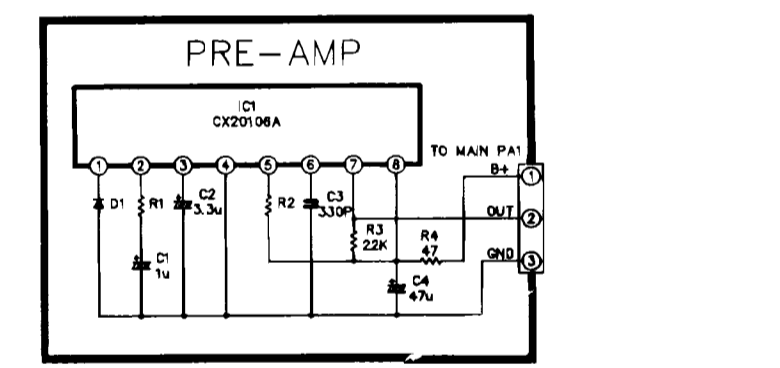 PRE-AMP
IC1
CX20106A
TO MAIN PA1
1 2 3 4 5 6 7 8
B+ 1
D1 R1 C2 3.3u R2 C3 330P
OUT 2
R3 22K
R4 47
GND 3
C1 1u
C4 47u